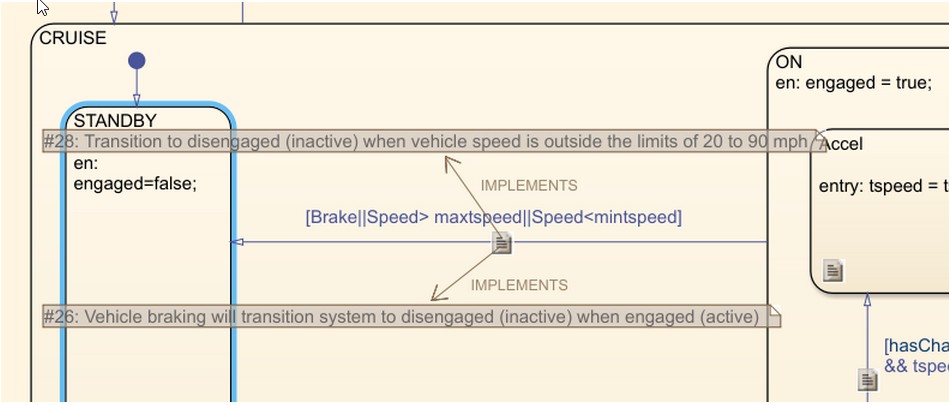 CRUISE
ON
en: engaged = true;
STANDBY
#28: Transition to disengaged (inactive) when vehicle speed is outside the limits of 20 to 90 mph
en:
engaged=false;
Accel
entry: tspeed = t
IMPLEMENTS
[Brake||Speed> maxtspeed||Speed<mintspeed]
IMPLEMENTS
#26: Vehicle braking will transition system to disengaged (inactive) when engaged (active)
[hasCha
&& tspe